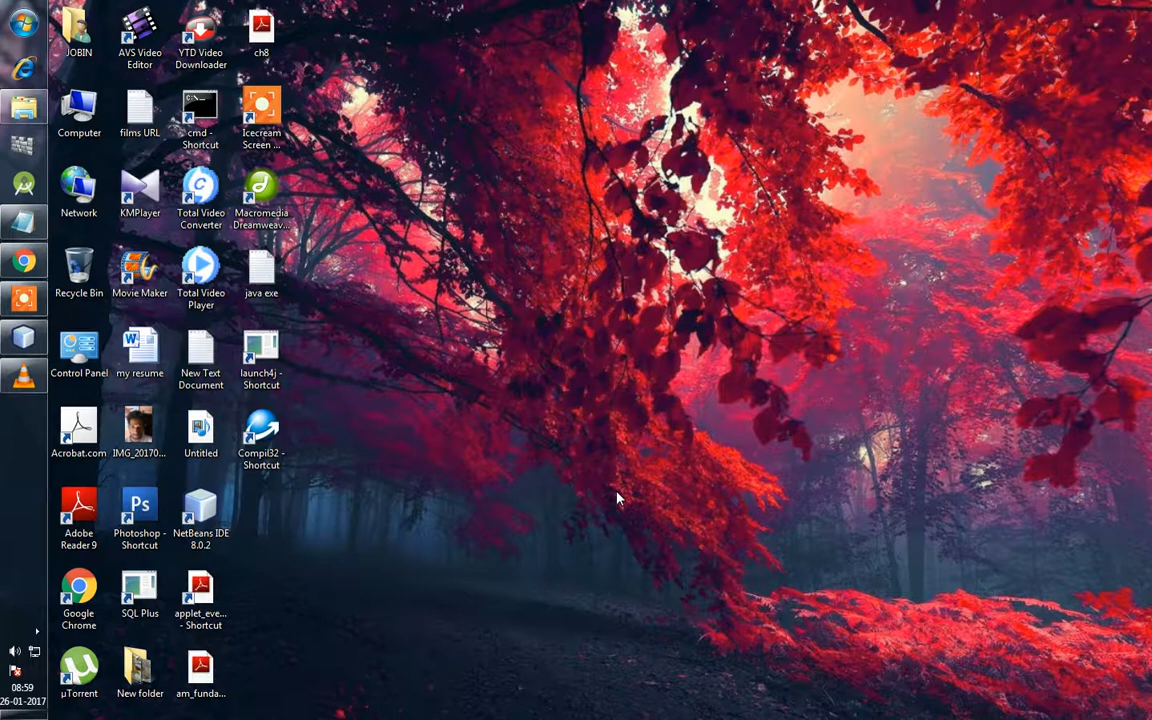 JOBIN
AVS Video
Editor
YTD Video
Downloader
ch8
Computer
films URL
C:\_
cmd -
Shortcut
Icecream
Screen ...
Network
KMPlayer
Total Video
Converter
Macromedia
Dreamweav...
Recycle Bin
Movie Maker
Total Video
Player
java exe
Control Panel
W
my resume
New Text
Document
launch4j -
Shortcut
Acrobat.com
IMG_20170...
Untitled
Compil32 -
Shortcut
Adobe
Reader 9
Ps
Photoshop -
Shortcut
NetBeans IDE
8.0.2
Google
Chrome
SQL Plus
applet_eve...
- Shortcut
µTorrent
New folder
am_funda...
08:59
26-01-2017